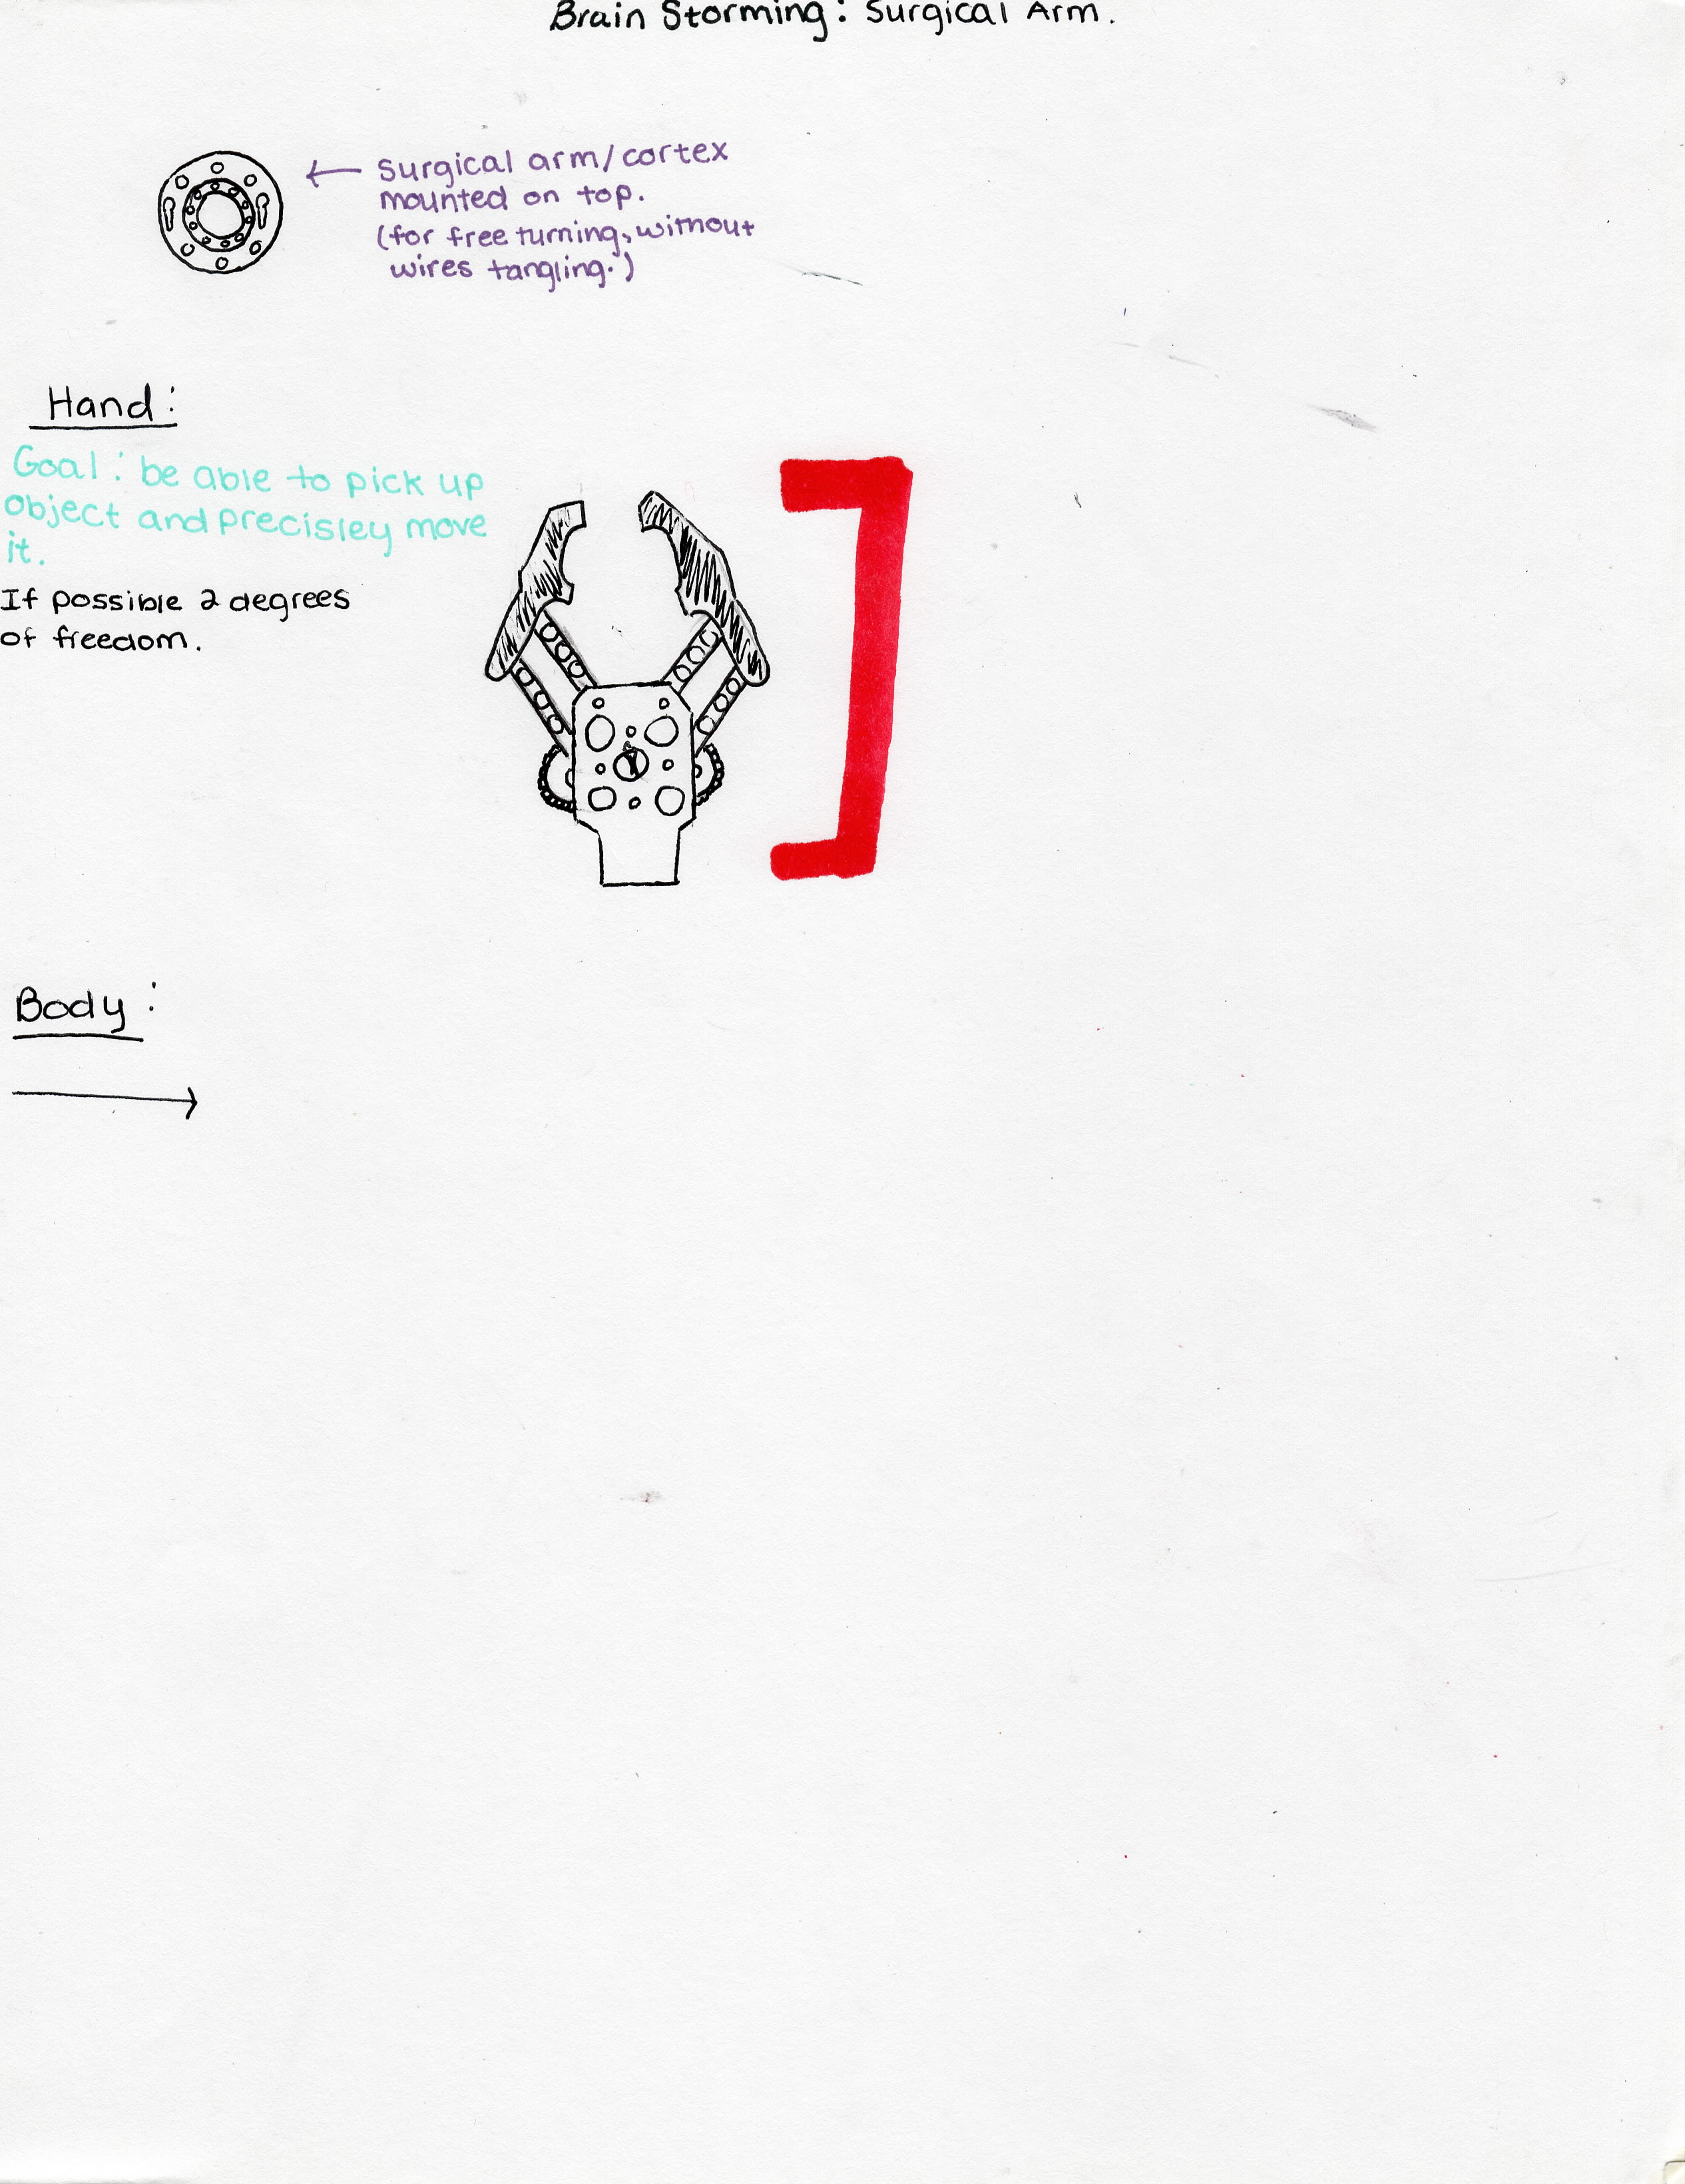 Brain Storming: Surgical Arm.
surgical arm/cortex
mounted on top.
(for free turning, without
wires tangling.)
Hand:
Goal: be able to pick up
object and precisley move
it.
If possible 2 degrees
of freedom.
Body: